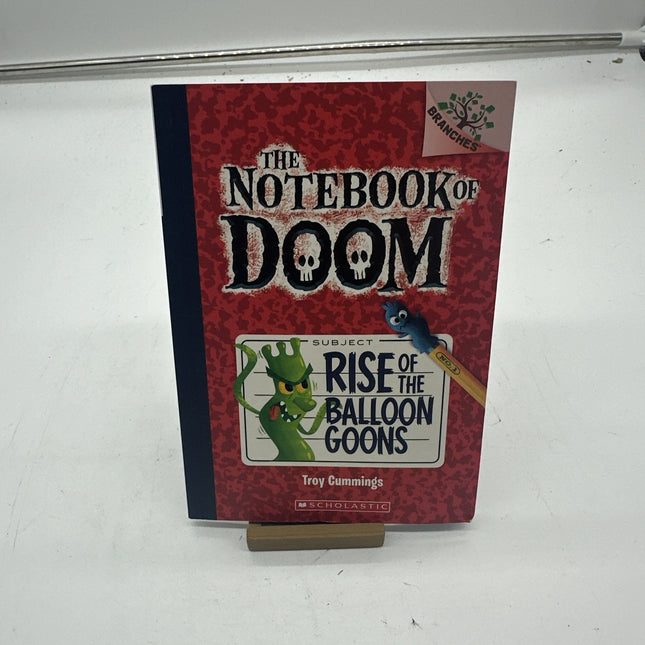 BRANCHES
THE
NOTEBOOK OF
DOOM
SUBJECT
RISE OF
THE
BALLOON
GOONS
Troy Cummings
SCHOLASTIC